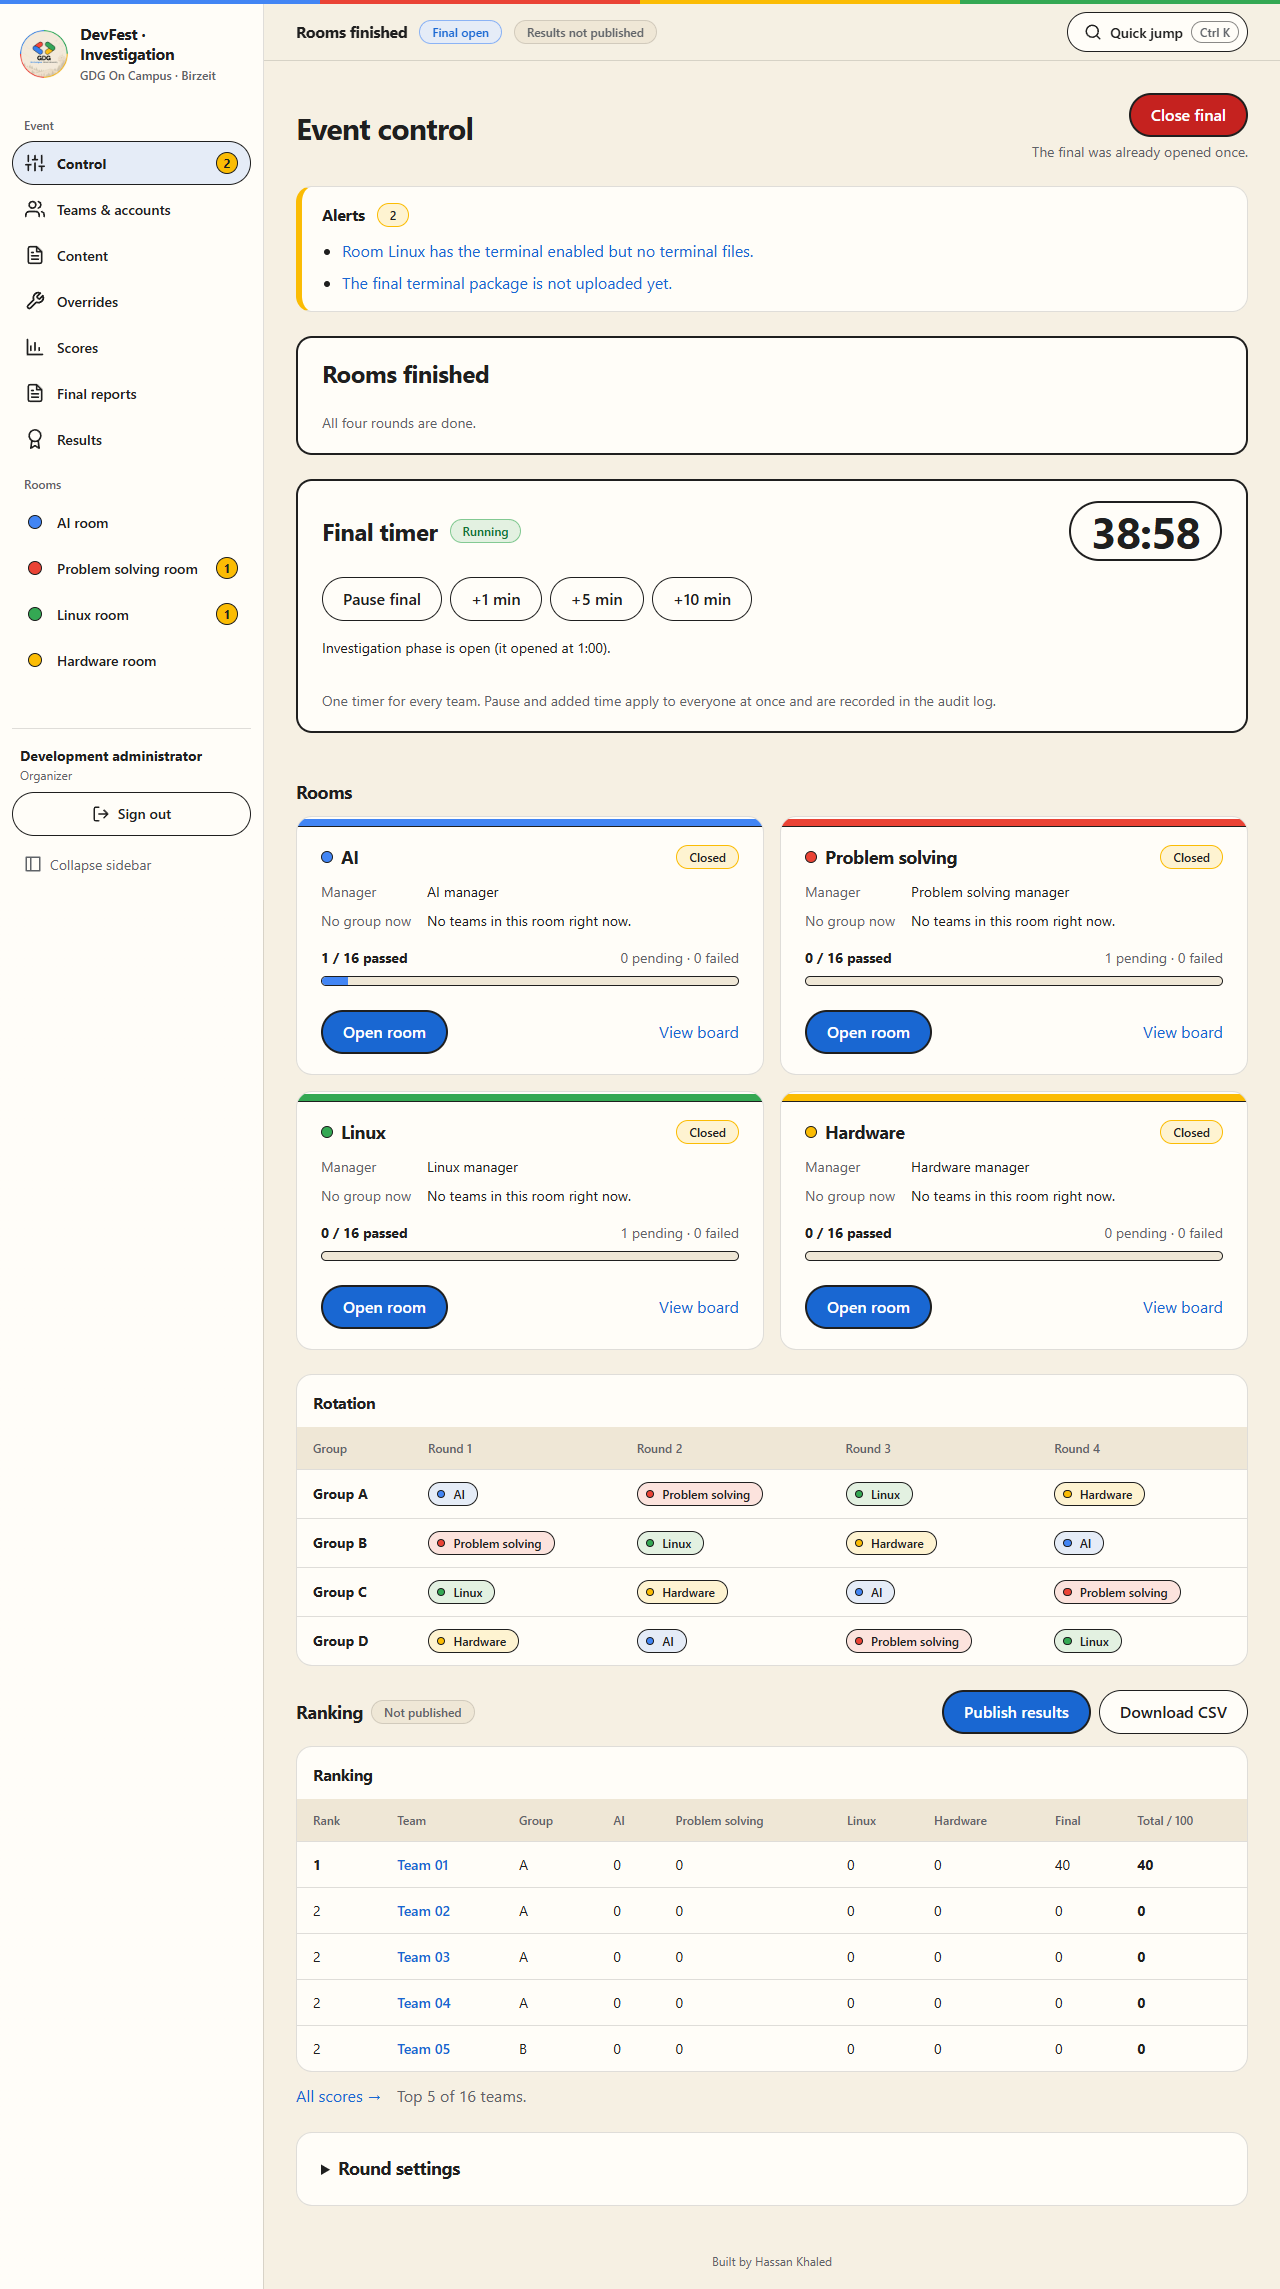 DevFest ·
Investigation
GDG On Campus · Birzeit
Event
Control 2
Teams & accounts
Content
Overrides
Scores
Final reports
Results
Rooms
AI room
Problem solving room 1
Linux room 1
Hardware room
Development administrator
Organizer
Sign out
Collapse sidebar
Rooms finished Final open Results not published
Quick jump Ctrl K
Event control
Close final
The final was already opened once.
Alerts 2
Room Linux has the terminal enabled but no terminal files.
The final terminal package is not uploaded yet.
Rooms finished
All four rounds are done.
Final timer Running 38:58
Pause final +1 min +5 min +10 min
Investigation phase is open (it opened at 1:00).
One timer for every team. Pause and added time apply to everyone at once and are recorded in the audit log.
Rooms
AI Closed
Manager AI manager
No group now No teams in this room right now.
1 / 16 passed 0 pending · 0 failed
Open room View board
Problem solving Closed
Manager Problem solving manager
No group now No teams in this room right now.
0 / 16 passed 1 pending · 0 failed
Open room View board
Linux Closed
Manager Linux manager
No group now No teams in this room right now.
0 / 16 passed 1 pending · 0 failed
Open room View board
Hardware Closed
Manager Hardware manager
No group now No teams in this room right now.
0 / 16 passed 0 pending · 0 failed
Open room View board
Rotation
Group Round 1 Round 2 Round 3 Round 4
Group A AI Problem solving Linux Hardware
Group B Problem solving Linux Hardware AI
Group C Linux Hardware AI Problem solving
Group D Hardware AI Problem solving Linux
Ranking Not published
Publish results Download CSV
Ranking
Rank Team Group AI Problem solving Linux Hardware Final Total / 100
1 Team 01 A 0 0 0 0 40 40
2 Team 02 A 0 0 0 0 0 0
2 Team 03 A 0 0 0 0 0 0
2 Team 04 A 0 0 0 0 0 0
2 Team 05 B 0 0 0 0 0 0
All scores → Top 5 of 16 teams.
Round settings
Built by Hassan Khaled